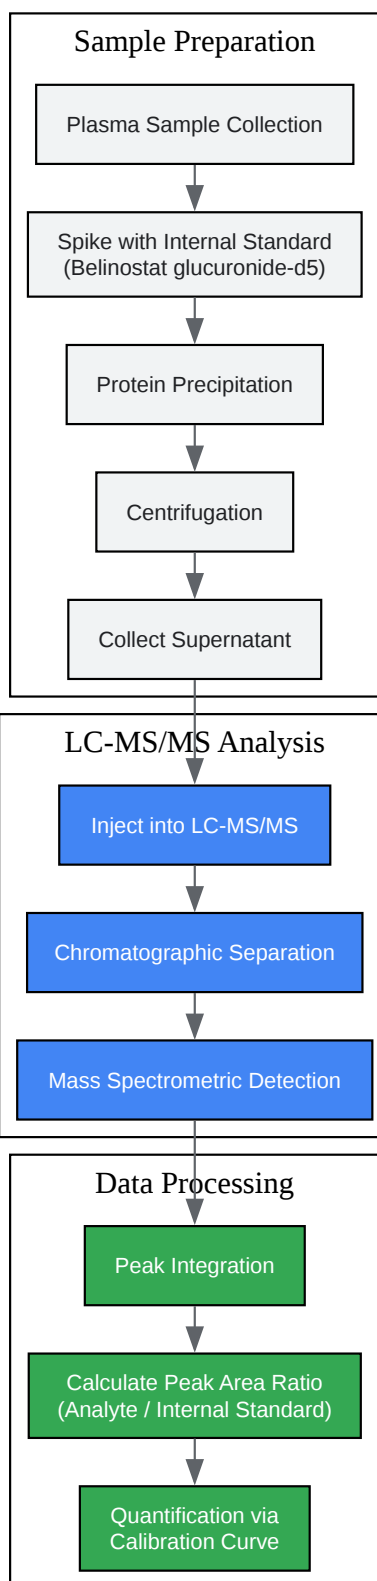 Sample Preparation
Plasma Sample Collection
Spike with Internal Standard
(Belinostat glucuronide-d5)
Protein Precipitation
Centrifugation
Collect Supernatant
LC-MS/MS Analysis
Inject into LC-MS/MS
Chromatographic Separation
Mass Spectrometric Detection
Data Processing
Peak Integration
Calculate Peak Area Ratio
(Analyte / Internal Standard)
Quantification via
Calibration Curve